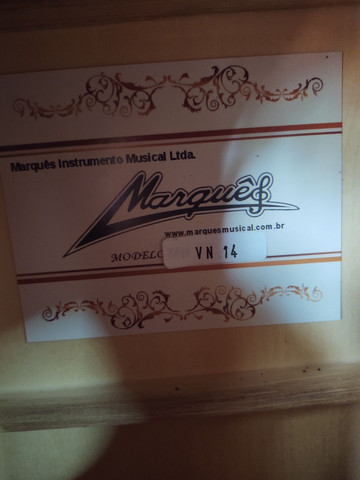 Marquês Instrumento Musical Ltda.
Marquês
www.marquesmusical.com.br
MODELO VN 14